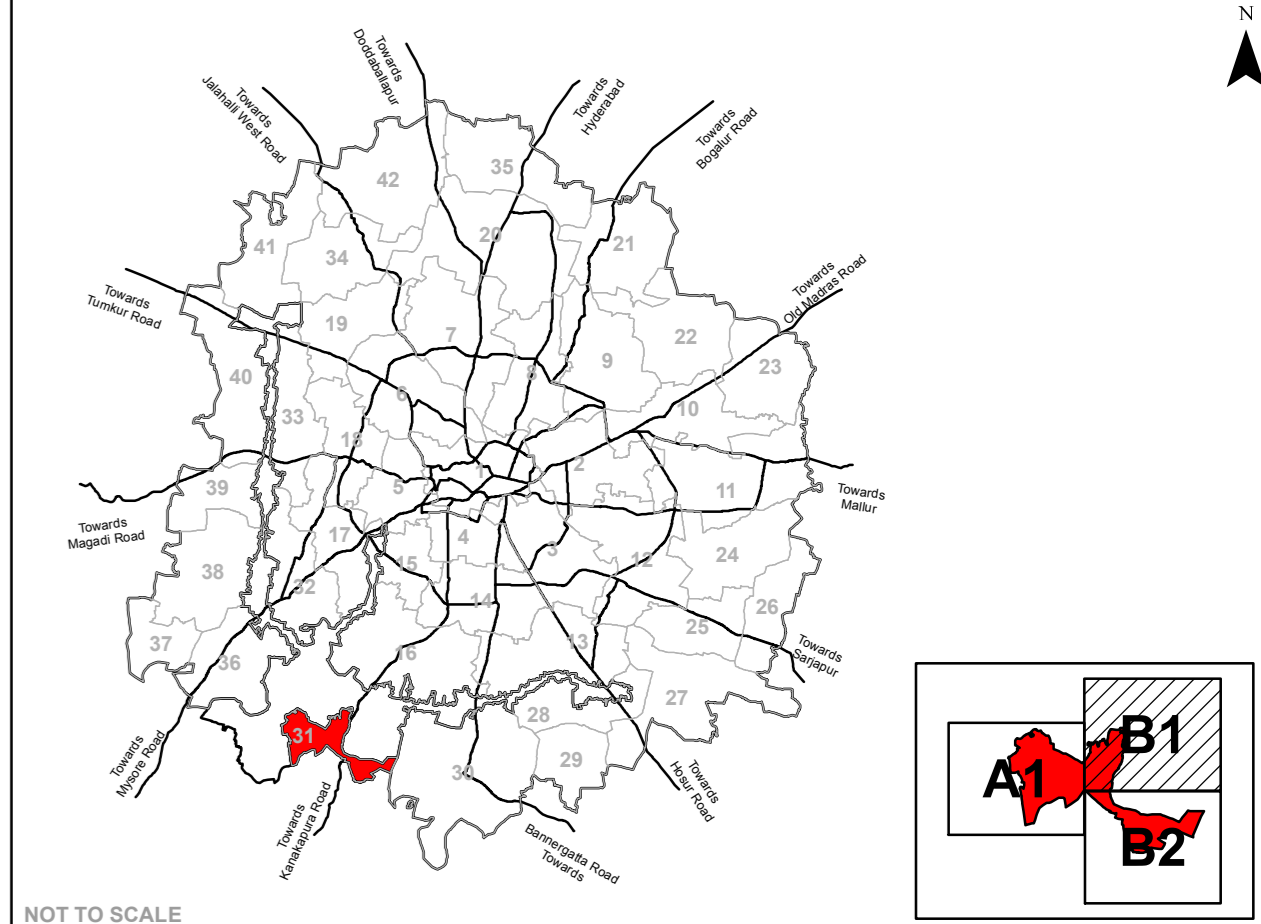 N
Towards
Doddaballapur
Towards
Jalahalli West Road
Towards
Hyderabad
Towards
Bogalur Road
42
35
20
21
41
34
Towards
Old Madras Road
Towards
Tumkur Road
19
7
22
9
23
8
40
6
10
33
18
2
1
39
5
11
Towards
Mallur
Towards
Magadi Road
17
4
3
15
12
24
38
32
14
26
25
37
13
16
Towards
Sarjapur
36
27
28
31
29
30
Towards
Mysore Road
Towards
Hosur Road
Towards
Kanakapura Road
Bannergatta Road
Towards
A1
B1
B2
NOT TO SCALE